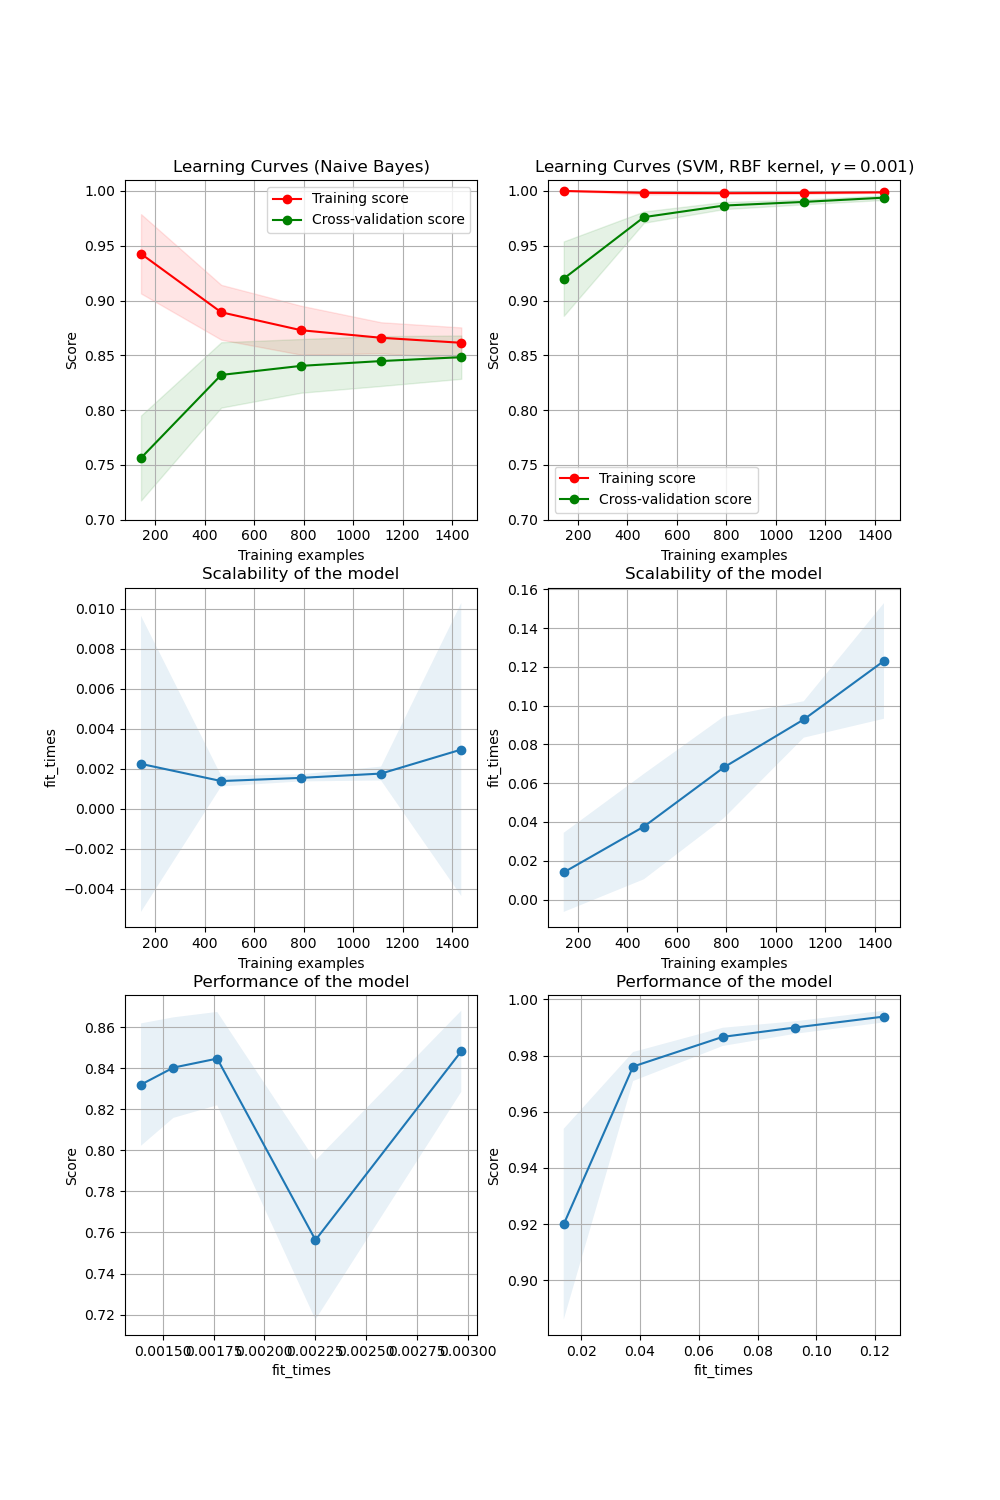 Learning Curves (Naive Bayes)
1.00
0.95
0.90
0.85
0.80
0.75
0.70
Score
Training score
Cross-validation score
200 400 600 800 1000 1200 1400
Training examples
Learning Curves (SVM, RBF kernel, γ = 0.001)
1.00
0.95
0.90
0.85
0.80
0.75
0.70
Score
Training score
Cross-validation score
200 400 600 800 1000 1200 1400
Training examples
Scalability of the model
0.010
0.008
0.006
0.004
0.002
0.000
−0.002
−0.004
fit_times
200 400 600 800 1000 1200 1400
Training examples
Scalability of the model
0.16
0.14
0.12
0.10
0.08
0.06
0.04
0.02
0.00
fit_times
200 400 600 800 1000 1200 1400
Training examples
Performance of the model
0.86
0.84
0.82
0.80
0.78
0.76
0.74
0.72
Score
0.00150 0.00175 0.00200 0.00225 0.00250 0.00275 0.00300
fit_times
Performance of the model
1.00
0.98
0.96
0.94
0.92
0.90
Score
0.02 0.04 0.06 0.08 0.10 0.12
fit_times